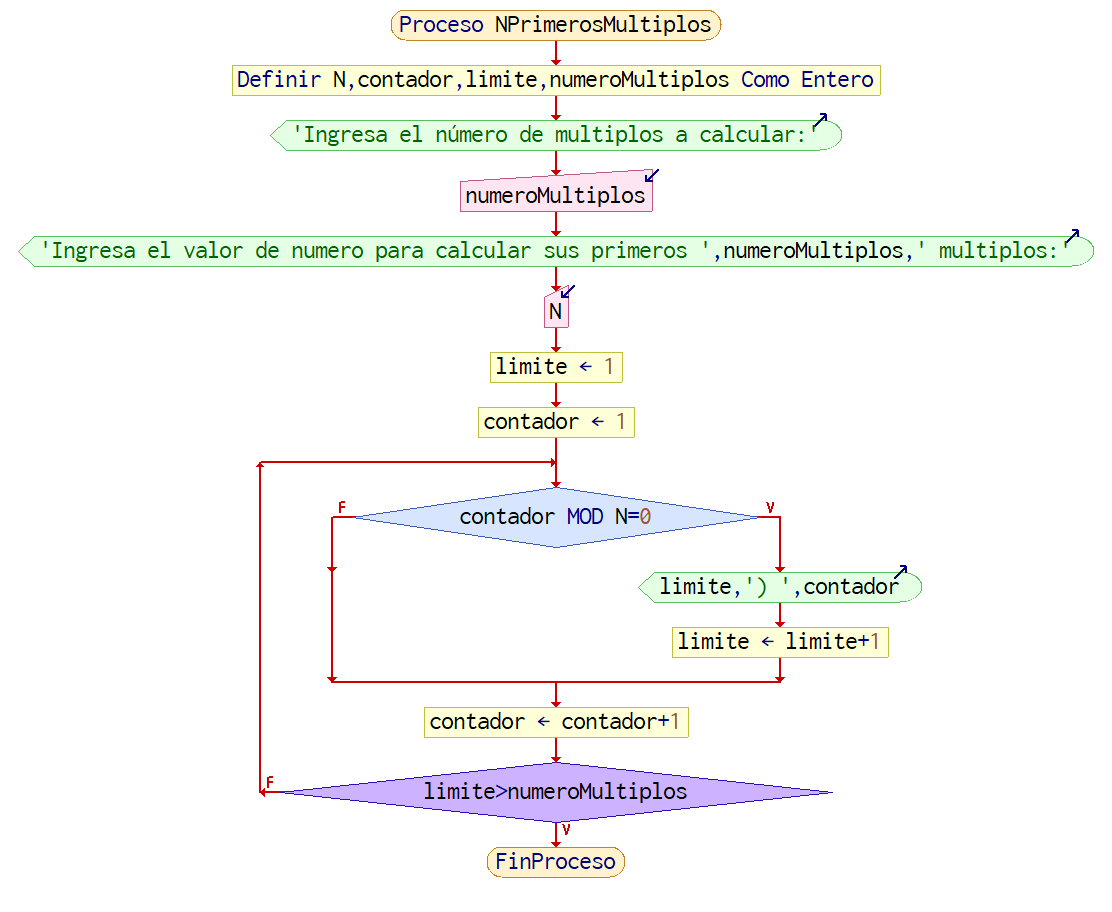 Proceso NPrimerosMultiplos
Definir N,contador,limite,numeroMultiplos Como Entero
'Ingresa el número de multiplos a calcular:'
numeroMultiplos
'Ingresa el valor de numero para calcular sus primeros ',numeroMultiplos,' multiplos:'
N
limite ← 1
contador ← 1
F
V
contador MOD N=0
limite,') ',contador
limite ← limite+1
contador ← contador+1
F
limite>numeroMultiplos
V
FinProceso